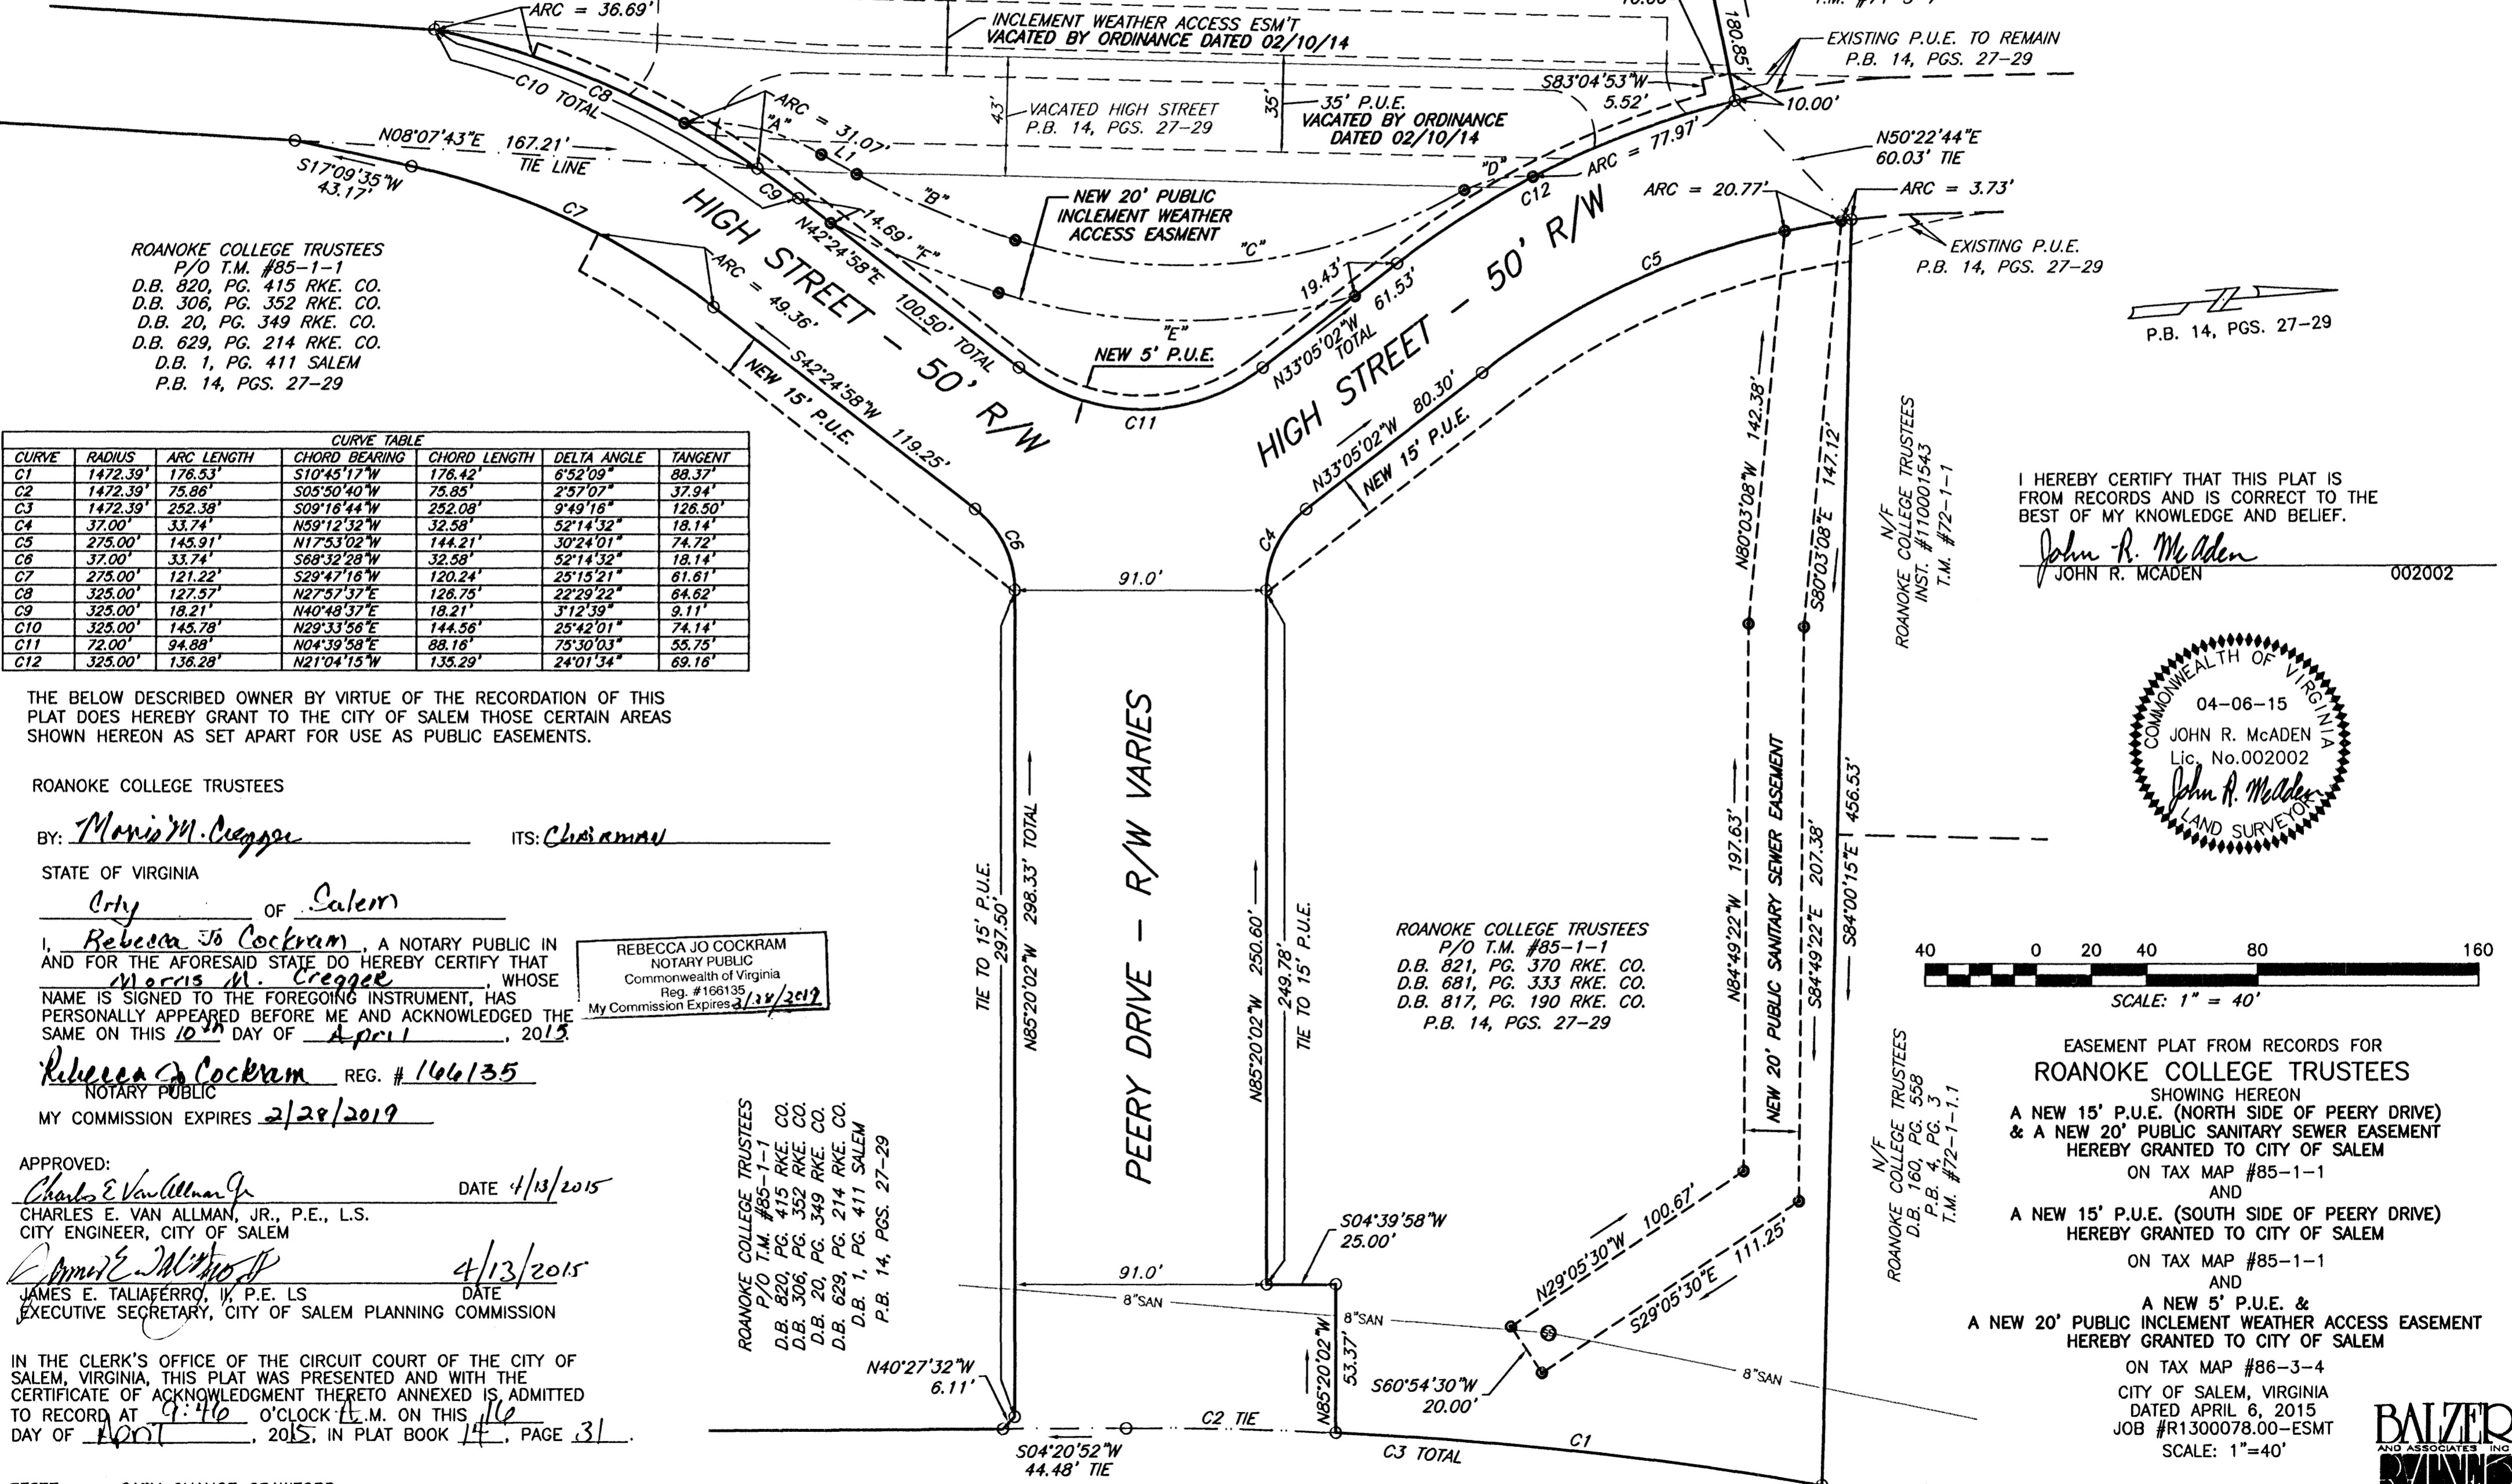 ARC = 36.69'
INCLEMENT WEATHER ACCESS ESM'T
VACATED BY ORDINANCE DATED 02/10/14
180.85'
EXISTING P.U.E. TO REMAIN
P.B. 14, PGS. 27-29
C8
C10 TOTAL
ARC = 31.07'
"A"
L1
43'
VACATED HIGH STREET
P.B. 14, PGS. 27-29
35'
35' P.U.E.
VACATED BY ORDINANCE
DATED 02/10/14
S83°04'53"W
5.52'
10.00'
ARC = 77.97'
N50°22'44"E
60.03' TIE
N08°07'43"E 167.21'
TIE LINE
S17°09'35"W
43.17'
C7
C9
"B"
"D"
C12
ARC = 20.77'
ARC = 3.73'
NEW 20' PUBLIC
INCLEMENT WEATHER
ACCESS EASMENT
"C"
14.69'
"F"
N42°24'58"E 100.50' TOTAL
HIGH STREET - 50' R/W
HIGH STREET - 50' R/W
C5
EXISTING P.U.E.
P.B. 14, PGS. 27-29
P.B. 14, PGS. 27-29
ROANOKE COLLEGE TRUSTEES
P/O T.M. #85-1-1
D.B. 820, PG. 415 RKE. CO.
D.B. 306, PG. 352 RKE. CO.
D.B. 20, PG. 349 RKE. CO.
D.B. 629, PG. 214 RKE. CO.
D.B. 1, PG. 411 SALEM
P.B. 14, PGS. 27-29
ARC = 49.36'
S42°24'58"W 119.25'
NEW 15' P.U.E.
"E"
NEW 5' P.U.E.
C11
19.43'
N33°05'02"W 61.53'
TOTAL
N33°05'02"W 80.30'
NEW 15' P.U.E.
N80°03'08"W 142.38'
S80°03'08"E 147.12'
N/F
ROANOKE COLLEGE TRUSTEES
INST. #110001543
T.M. #72-1-1
CURVE TABLE
CURVE RADIUS ARC LENGTH CHORD BEARING CHORD LENGTH DELTA ANGLE TANGENT
C1 1472.39' 176.53' S10°45'17"W 176.42' 6°52'09" 88.37'
C2 1472.39' 75.86' S05°50'40"W 75.85' 2°57'07" 37.94'
C3 1472.39' 252.38' S09°16'44"W 252.08' 9°49'16" 126.50'
C4 37.00' 33.74' N59°12'32"W 32.58' 52°14'32" 18.14'
C5 275.00' 145.91' N17°53'02"W 144.21' 30°24'01" 74.72'
C6 37.00' 33.74' S68°32'28"W 32.58' 52°14'32" 18.14'
C7 275.00' 121.22' S29°47'16"W 120.24' 25°15'21" 61.61'
C8 325.00' 127.57' N27°57'37"E 126.75' 22°29'22" 64.62'
C9 325.00' 18.21' N40°48'37"E 18.21' 3°12'39" 9.11'
C10 325.00' 145.78' N29°33'56"E 144.56' 25°42'01" 74.14'
C11 72.00' 94.88' N04°39'58"E 88.16' 75°30'03" 55.75'
C12 325.00' 136.28' N21°04'15"W 135.29' 24°01'34" 69.16'
C6
C4
91.0'
I HEREBY CERTIFY THAT THIS PLAT IS
FROM RECORDS AND IS CORRECT TO THE
BEST OF MY KNOWLEDGE AND BELIEF.
John R. McAden
JOHN R. MCADEN 002002
COMMONWEALTH OF VIRGINIA
04-06-15
JOHN R. McADEN
Lic. No.002002
John R. McAden
LAND SURVEYOR
THE BELOW DESCRIBED OWNER BY VIRTUE OF THE RECORDATION OF THIS
PLAT DOES HEREBY GRANT TO THE CITY OF SALEM THOSE CERTAIN AREAS
SHOWN HEREON AS SET APART FOR USE AS PUBLIC EASEMENTS.
ROANOKE COLLEGE TRUSTEES
BY: Morris M. Cregger ITS: Chairman
STATE OF VIRGINIA
City OF Salem
I, Rebecca Jo Cockram, A NOTARY PUBLIC IN
AND FOR THE AFORESAID STATE DO HEREBY CERTIFY THAT
Morris M. Cregger, WHOSE
NAME IS SIGNED TO THE FOREGOING INSTRUMENT, HAS
PERSONALLY APPEARED BEFORE ME AND ACKNOWLEDGED THE
SAME ON THIS 10th DAY OF April, 2015.
Rebecca Jo Cockram REG. # 166135
NOTARY PUBLIC
MY COMMISSION EXPIRES 2/28/2019
REBECCA JO COCKRAM
NOTARY PUBLIC
Commonwealth of Virginia
Reg. #166135
My Commission Expires 2/28/2019
APPROVED:
Charles E Van Allman Jr DATE 4/13/2015
CHARLES E. VAN ALLMAN, JR., P.E., L.S.
CITY ENGINEER, CITY OF SALEM
4/13/2015
JAMES E. TALIAFERRO, II, P.E. LS DATE
EXECUTIVE SECRETARY, CITY OF SALEM PLANNING COMMISSION
IN THE CLERK'S OFFICE OF THE CIRCUIT COURT OF THE CITY OF
SALEM, VIRGINIA, THIS PLAT WAS PRESENTED AND WITH THE
CERTIFICATE OF ACKNOWLEDGMENT THERETO ANNEXED IS ADMITTED
TO RECORD AT 9:46 O'CLOCK A.M. ON THIS 16
DAY OF April, 2015, IN PLAT BOOK 14, PAGE 31.
TIE TO 15' P.U.E.
297.50'
N85°20'02"W 298.33' TOTAL
PEERY DRIVE - R/W VARIES
N85°20'02"W 250.60'
249.78'
TIE TO 15' P.U.E.
ROANOKE COLLEGE TRUSTEES
P/O T.M. #85-1-1
D.B. 820, PG. 415 RKE. CO.
D.B. 306, PG. 352 RKE. CO.
D.B. 20, PG. 349 RKE. CO.
D.B. 629, PG. 214 RKE. CO.
D.B. 1, PG. 411 SALEM
P.B. 14, PGS. 27-29
ROANOKE COLLEGE TRUSTEES
P/O T.M. #85-1-1
D.B. 821, PG. 370 RKE. CO.
D.B. 681, PG. 333 RKE. CO.
D.B. 817, PG. 190 RKE. CO.
P.B. 14, PGS. 27-29
N84°49'22"W 197.63'
NEW 20' PUBLIC SANITARY SEWER EASEMENT
S84°49'22"E 207.38'
S84°00'15"E 456.53'
91.0'
8"SAN
S04°39'58"W
25.00'
8"SAN
N85°20'02"W
53.37'
N29°05'30"W 100.67'
S29°05'30"E 111.25'
S60°54'30"W
20.00'
8"SAN
N40°27'32"W
6.11'
C2 TIE
S04°20'52"W
44.48' TIE
C3 TOTAL
C1
N/F
ROANOKE COLLEGE TRUSTEES
D.B. 160, PG. 558
P.B. 4, PG. 3
T.M. #72-1-1.1
40 0 20 40 80 160
SCALE: 1" = 40'
EASEMENT PLAT FROM RECORDS FOR
ROANOKE COLLEGE TRUSTEES
SHOWING HEREON
A NEW 15' P.U.E. (NORTH SIDE OF PEERY DRIVE)
& A NEW 20' PUBLIC SANITARY SEWER EASEMENT
HEREBY GRANTED TO CITY OF SALEM
ON TAX MAP #85-1-1
AND
A NEW 15' P.U.E. (SOUTH SIDE OF PEERY DRIVE)
HEREBY GRANTED TO CITY OF SALEM
ON TAX MAP #85-1-1
AND
A NEW 5' P.U.E. &
A NEW 20' PUBLIC INCLEMENT WEATHER ACCESS EASEMENT
HEREBY GRANTED TO CITY OF SALEM
ON TAX MAP #86-3-4
CITY OF SALEM, VIRGINIA
DATED APRIL 6, 2015
JOB #R1300078.00-ESMT
SCALE: 1"=40'
BALZER
AND ASSOCIATES INC